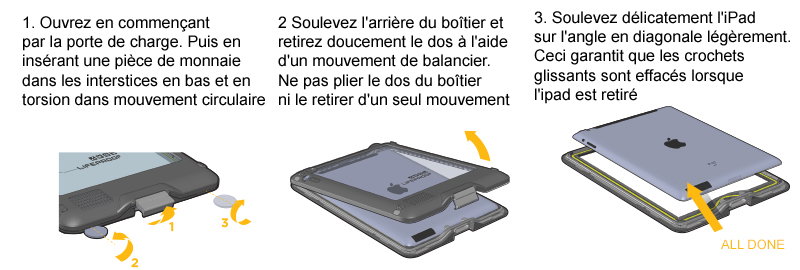 1. Ouvrez en commençant
par la porte de charge. Puis en
insérant une pièce de monnaie
dans les interstices en bas et en
torsion dans mouvement circulaire
2 Soulevez l'arrière du boîtier et
retirez doucement le dos à l'aide
d'un mouvement de balancier.
Ne pas plier le dos du boîtier
ni le retirer d'un seul mouvement
3. Soulevez délicatement l'iPad
sur l'angle en diagonale légèrement.
Ceci garantit que les crochets
glissants sont effacés lorsque
l'ipad est retiré
LIFEPROOF
1
2
3
LIFEPROOF
ALL DONE